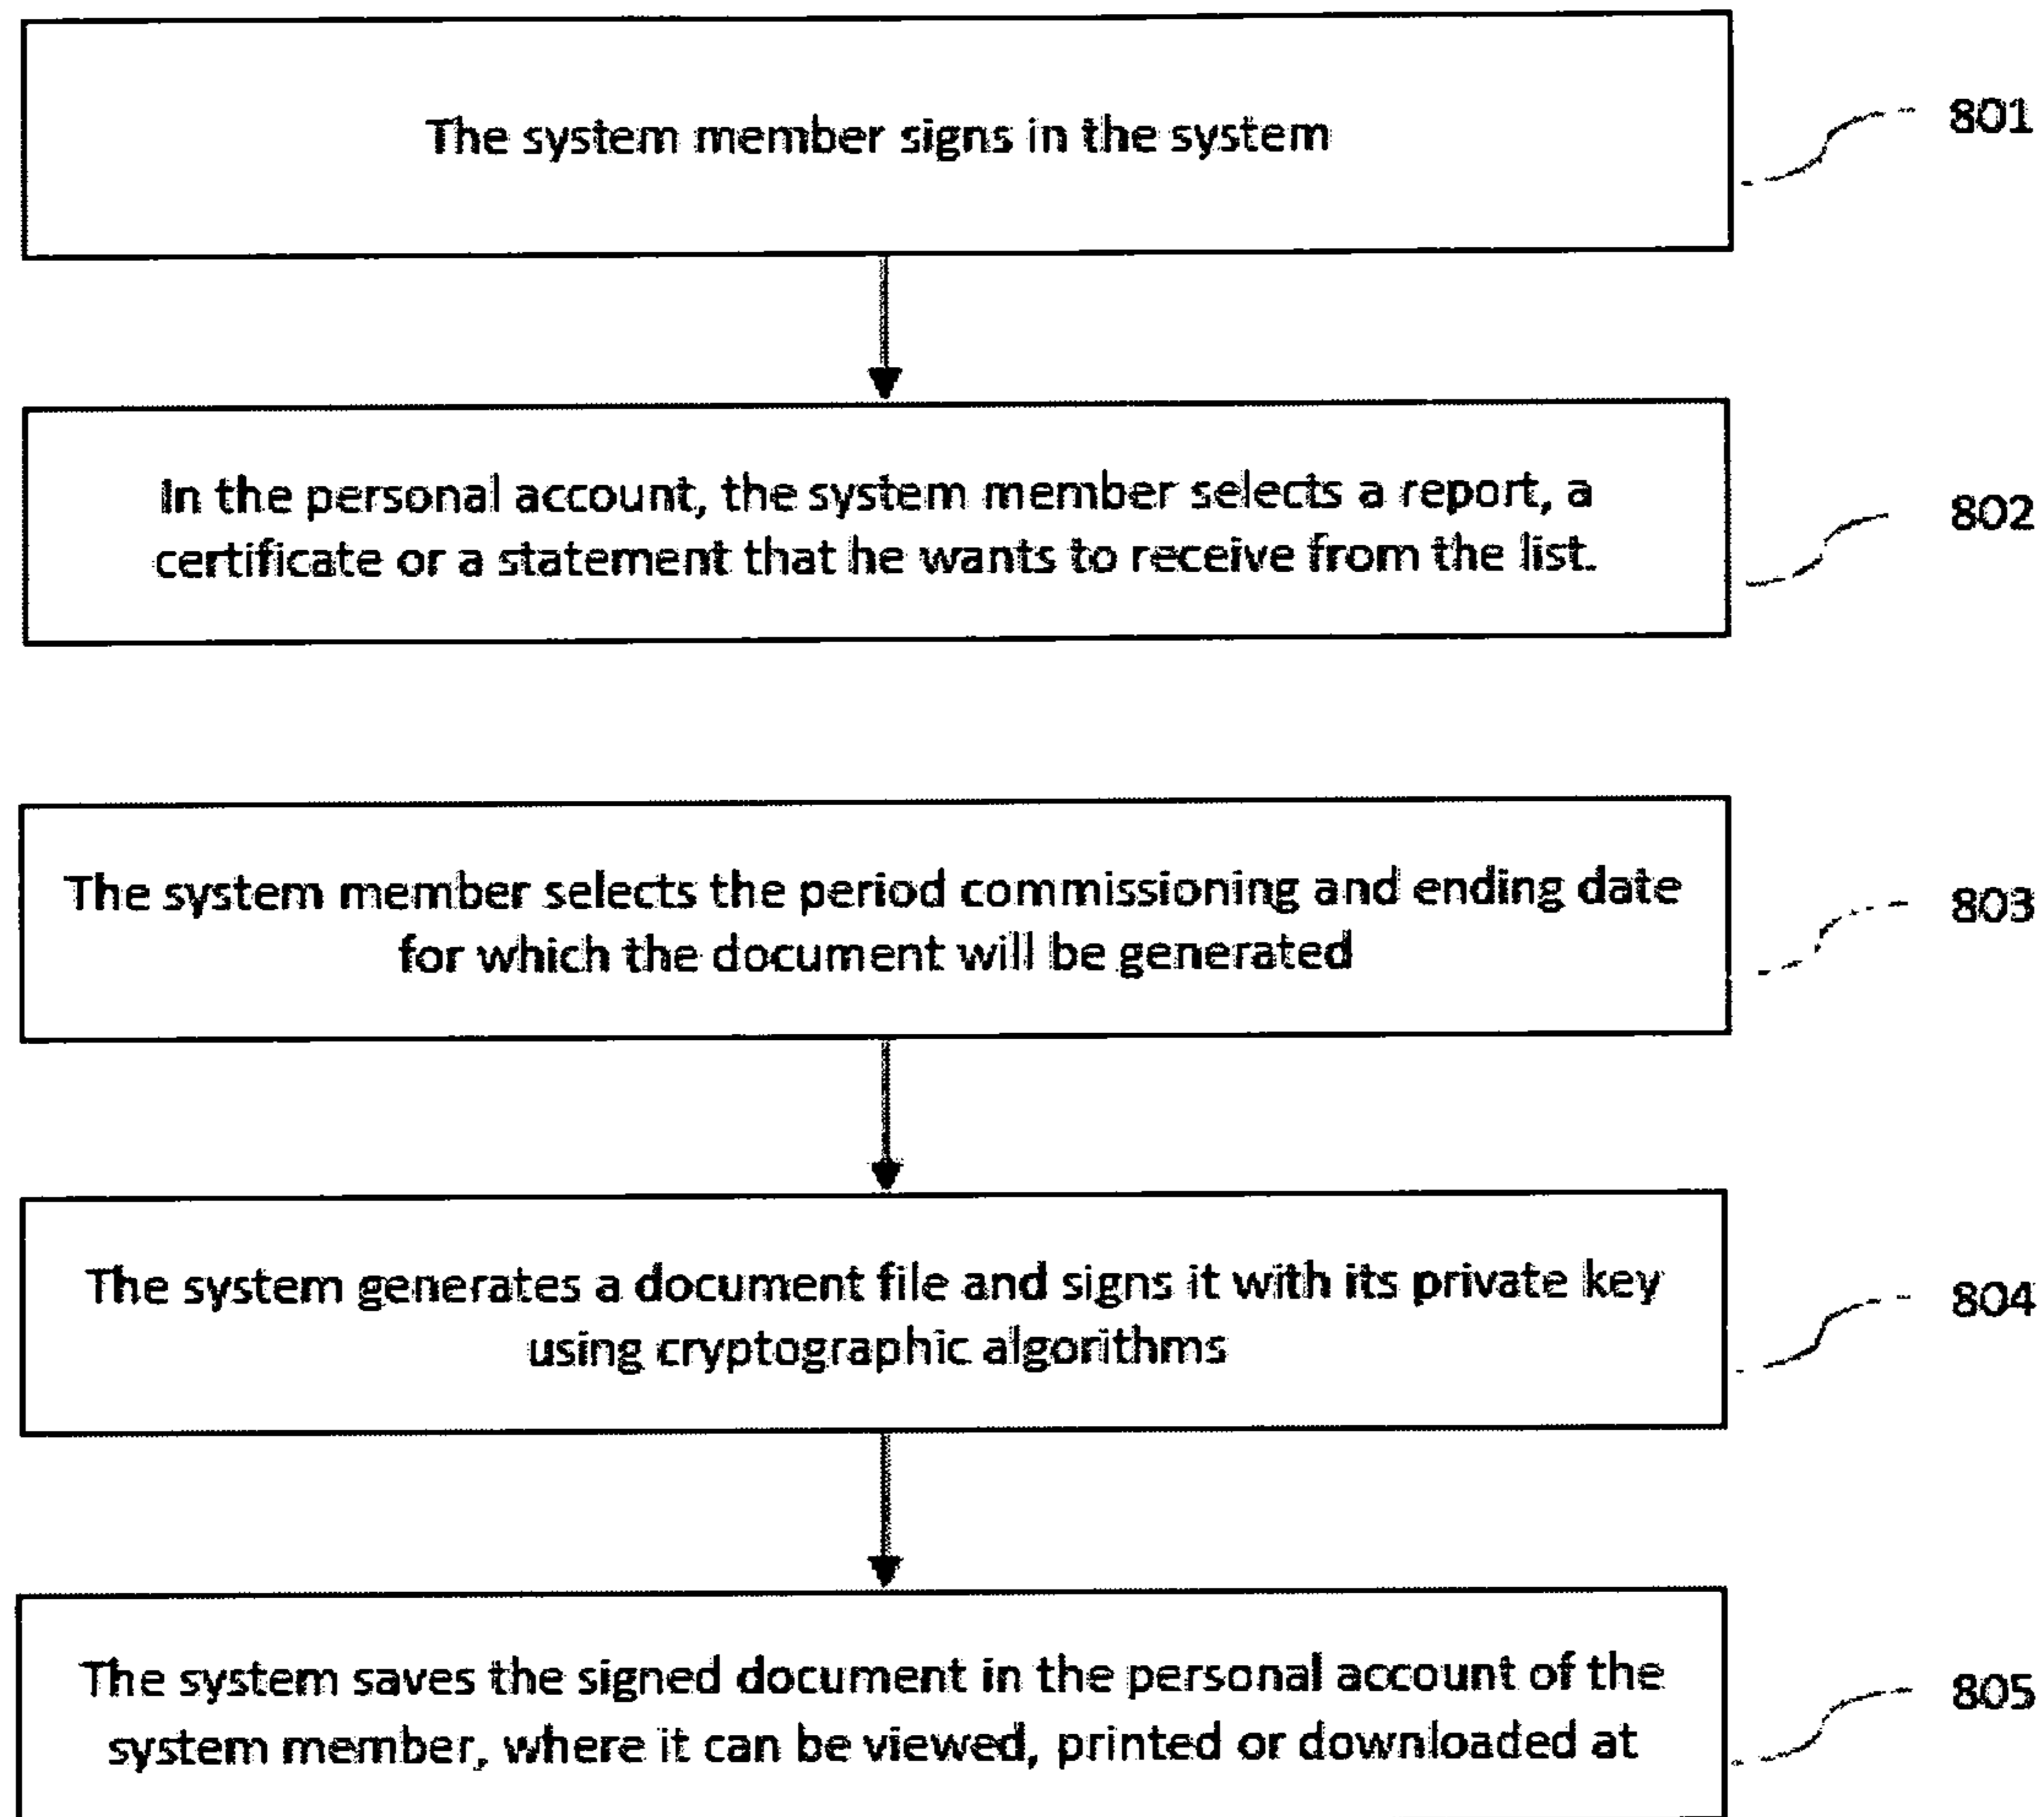 The system member signs in the system
801
In the personal account, the system member selects a report, a
certificate or a statement that he wants to receive from the list.
802
The system member selects the period commissioning and ending date
for which the document will be generated
803
The system generates a document file and signs it with its private key
using cryptographic algorithms
804
The system saves the signed document in the personal account of the
system member, where it can be viewed, printed or downloaded at
805